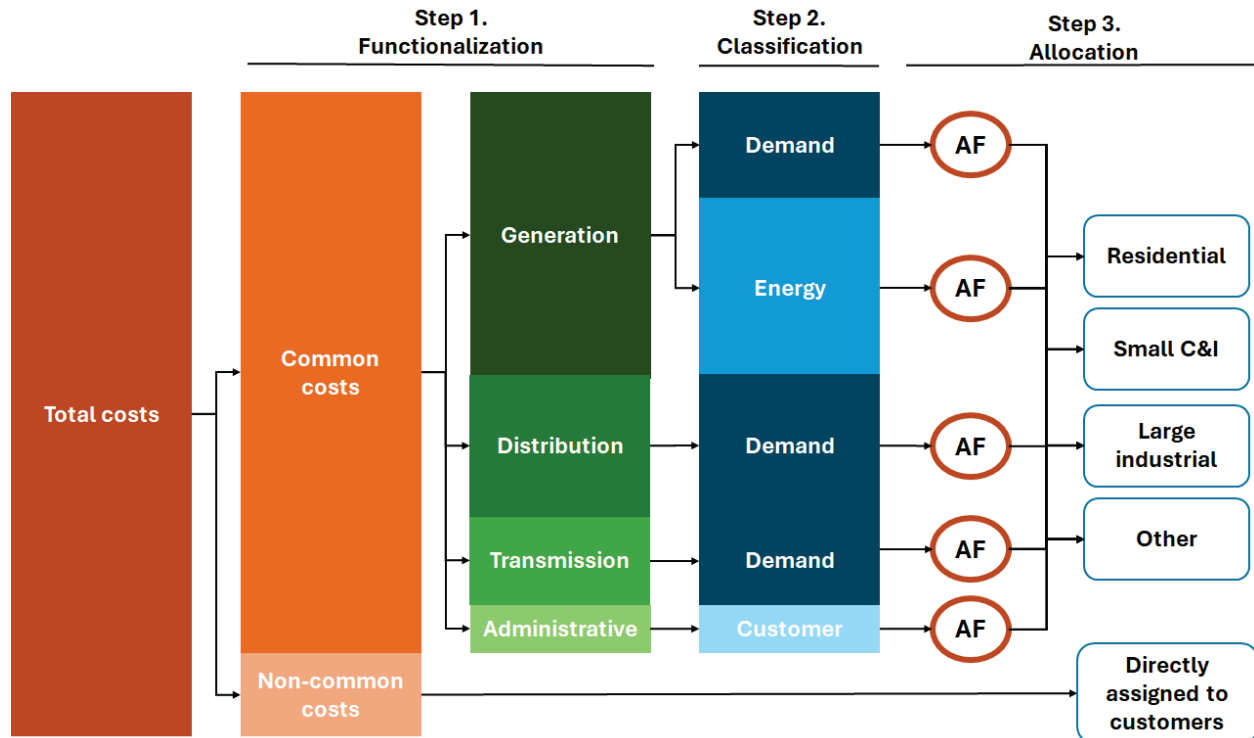 Step 1.
Functionalization
Step 2.
Classification
Step 3.
Allocation
Total costs
Common
costs
Non-common
costs
Generation
Distribution
Transmission
Administrative
Demand
Energy
Demand
Demand
Customer
AF
AF
AF
AF
AF
Residential
Small C&I
Large
industrial
Other
Directly
assigned to
customers